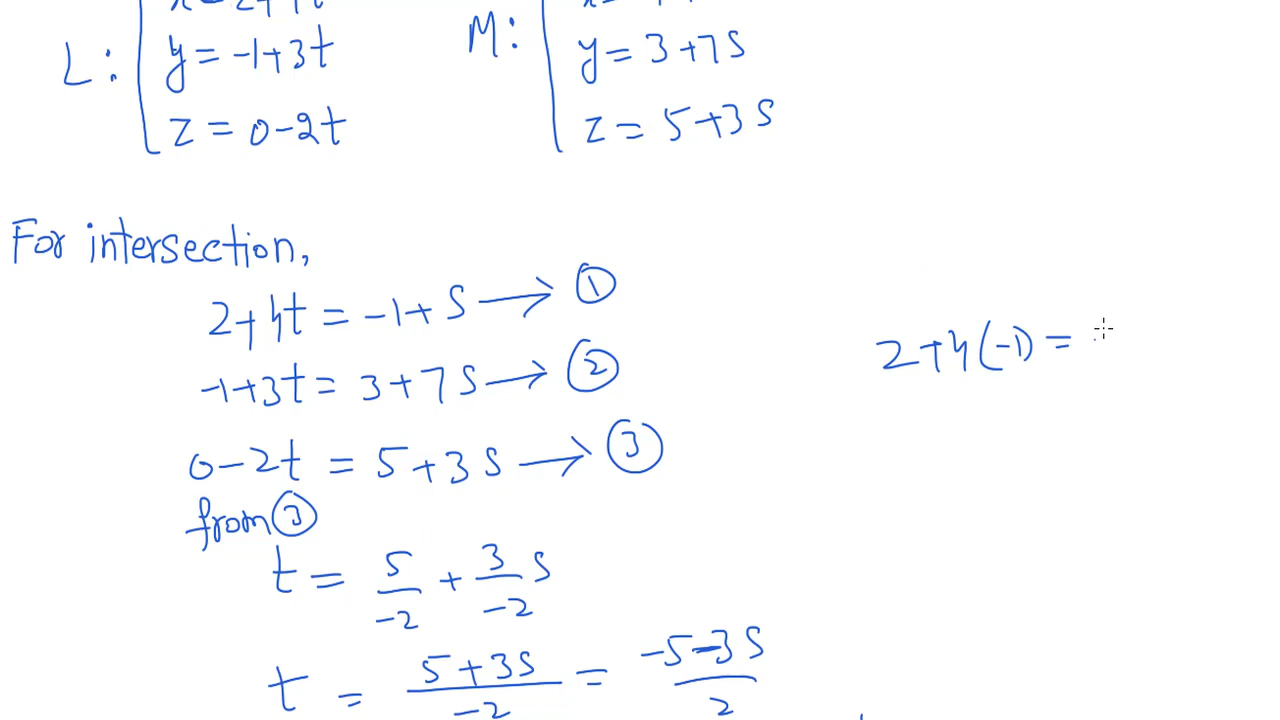 L: y = -1+3t
z = 0-2t
M: y = 3+7s
z = 5+3s
For intersection,
2+4t = -1+s → ①
-1+3t = 3+7s → ②
0-2t = 5+3s → ③
2+4(-1) =
from ③
t = 5/-2 + 3/-2 s
t = 5+3s/-2 = -5-3s/2